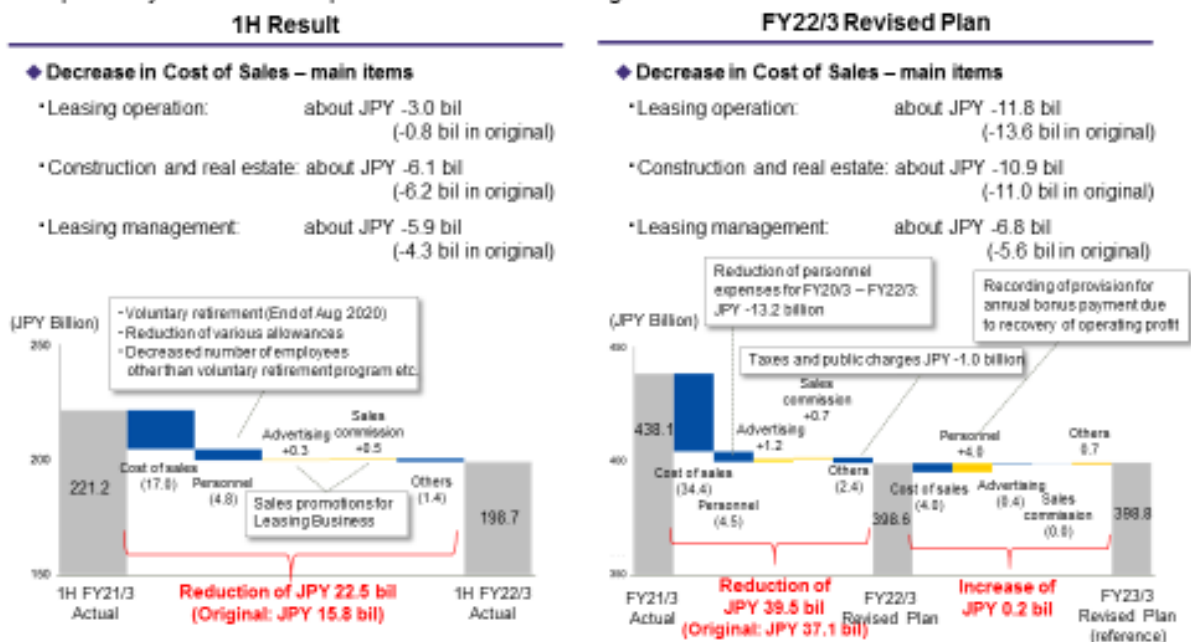 1H Result
◆ Decrease in Cost of Sales – main items
・Leasing operation: about JPY -3.0 bil
(-0.8 bil in original)
・Construction and real estate: about JPY -6.1 bil
(-6.2 bil in original)
・Leasing management: about JPY -5.9 bil
(-4.3 bil in original)
- Voluntary retirement (End of Aug 2020)
- Reduction of various allowances
- Decreased number of employees
other than voluntary retirement program etc.
(JPY Billion)
250
200
150
221.2
Cost of sales
(17.0)
Personnel
(4.8)
Advertising
+0.3
Sales
commission
+0.5
Sales promotions for
Leasing Business
Others
(1.4)
198.7
1H FY21/3
Actual
Reduction of JPY 22.5 bil
(Original: JPY 15.8 bil)
1H FY22/3
Actual
FY22/3 Revised Plan
◆ Decrease in Cost of Sales – main items
・Leasing operation: about JPY -11.8 bil
(-13.6 bil in original)
・Construction and real estate: about JPY -10.9 bil
(-11.0 bil in original)
・Leasing management: about JPY -6.8 bil
(-5.6 bil in original)
Reduction of personnel
expenses for FY20/3 – FY22/3:
JPY -13.2 billion
Recording of provision for
annual bonus payment due
to recovery of operating profit
Taxes and public charges JPY -1.0 billion
(JPY Billion)
400
438.1
Cost of sales
(34.4)
Personnel
(4.5)
Advertising
+1.2
Sales
commission
+0.7
Others
(2.4)
398.6
Cost of sales
(4.0)
Personnel
+4.0
Advertising
(0.4)
Sales
commission
(0.0)
Others
0.7
398.8
FY21/3
Actual
Reduction of
JPY 39.5 bil
(Original: JPY 37.1 bil)
FY22/3
Revised Plan
Increase of
JPY 0.2 bil
FY23/3
Revised Plan
(reference)